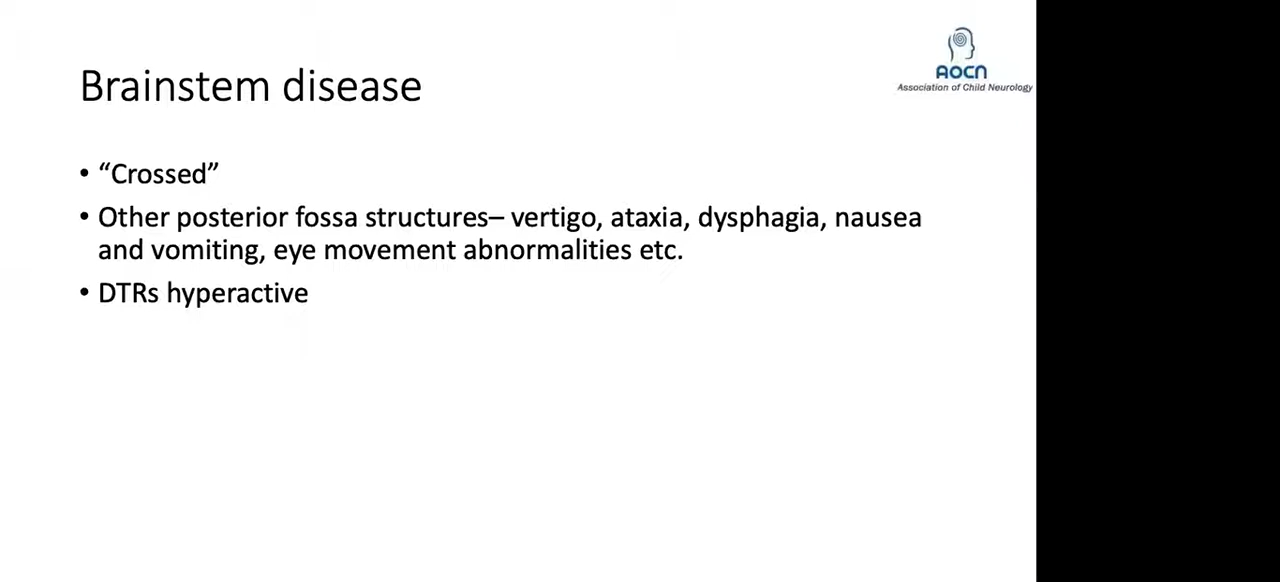 AOCN
Association of Child Neurology
Brainstem disease
• “Crossed”
• Other posterior fossa structures– vertigo, ataxia, dysphagia, nausea
and vomiting, eye movement abnormalities etc.
• DTRs hyperactive